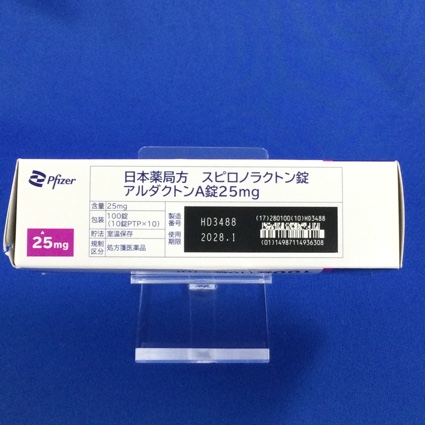 Pfizer
日本薬局方 スピロノラクトン錠
アルダクトンA錠25mg
25mg
含量 25mg
包装 100錠
(10錠PTP×10)
貯法 室温保存
規制区分 処方箋医薬品
製造番号 HD3488
使用期限 2028.1
(17)280100(10)HD3488
(01)14987114936308